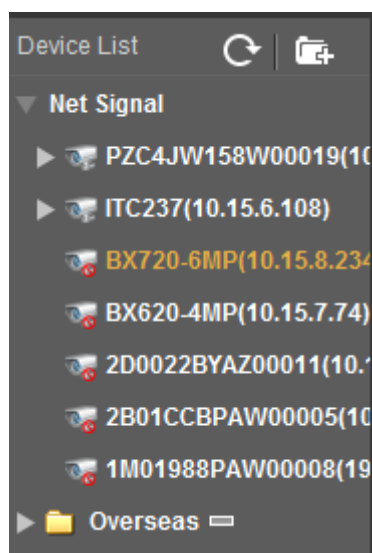 Device List
Net Signal
PZC4JW158W00019(10
ITC237(10.15.6.108)
BX720-6MP(10.15.8.234
BX620-4MP(10.15.7.74)
2D0022BYAZ00011(10.1
2B01CCBPAW00005(10
1M01988PAW00008(19
Overseas